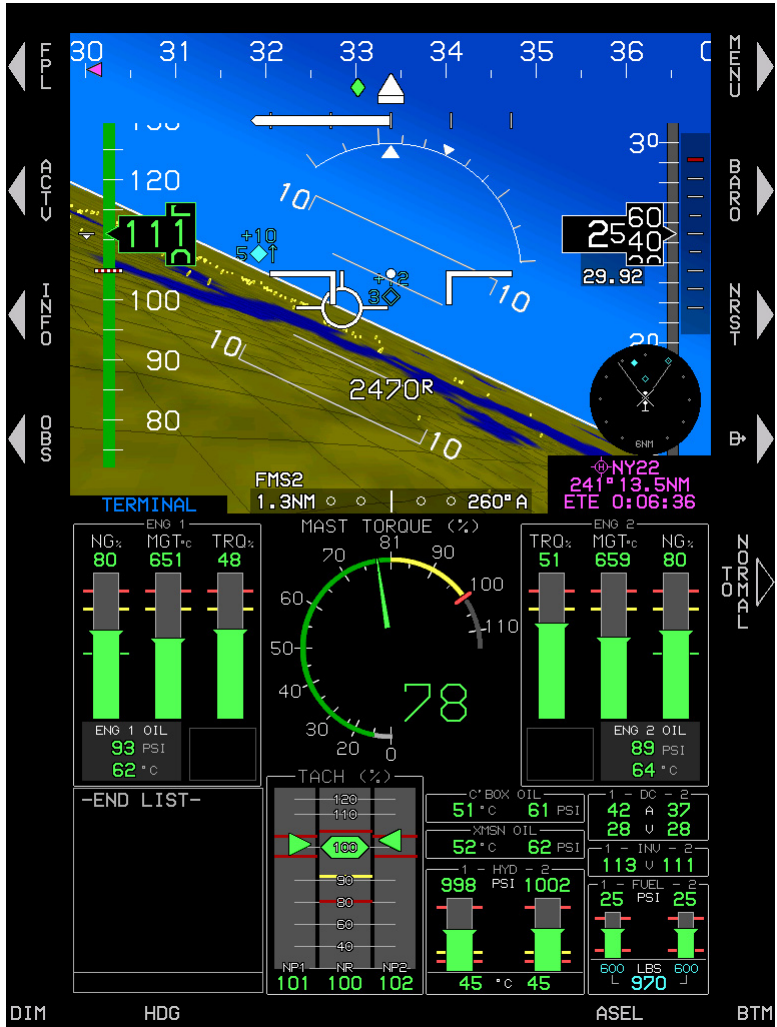 FPL
ACTV
INFO
OBS
MENU
BARO
NRST
30 31 32 33 34 35 36
120
111
100
90
80
10
10
10
10
+10
5
+12
3
2470R
30
2560
40
29.92
20
6NM
NY22
241° 13.5NM
ETE 0:06:36
FMS2
1.3NM
260°A
TERMINAL
TO NORMAL
ENG 1
NG% MGT°C TRQ%
80 651 48
ENG 1 OIL
93 PSI
62 °C
MAST TORQUE (%)
0 20 30 40 50 60 70 81 90 100 110
78
ENG 2
TRQ% MGT°C NG%
51 659 80
ENG 2 OIL
89 PSI
64 °C
-END LIST-
TACH (%)
120
110
100
90
80
60
40
NP1 NR NP2
101 100 102
C'BOX OIL
51 °C 61 PSI
XMSN OIL
52 °C 62 PSI
1 - HYD - 2
998 PSI 1002
45 °C 45
1 - DC - 2
42 A 37
28 V 28
1 - INV - 2
113 V 111
1 - FUEL - 2
25 PSI 25
600 LBS 600
970
DIM
HDG
ASEL
BTM